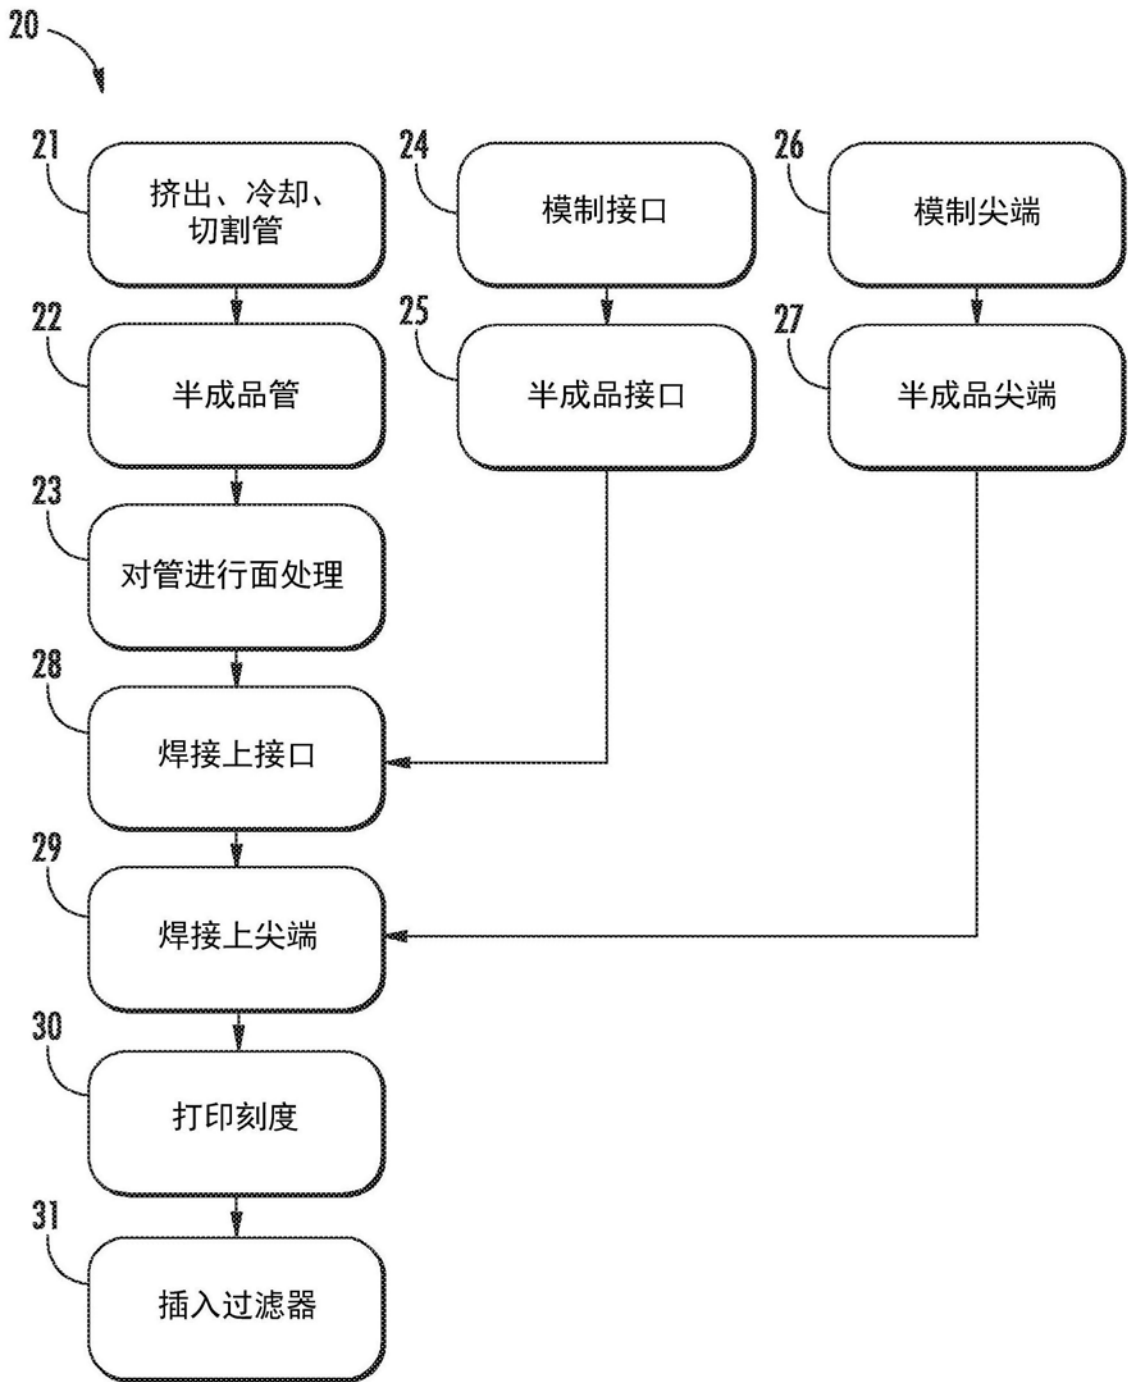 20
21
挤出、冷却、
切割管
24
模制接口
26
模制尖端
22
半成品管
25
半成品接口
27
半成品尖端
23
对管进行面处理
28
焊接上接口
29
焊接上尖端
30
打印刻度
31
插入过滤器